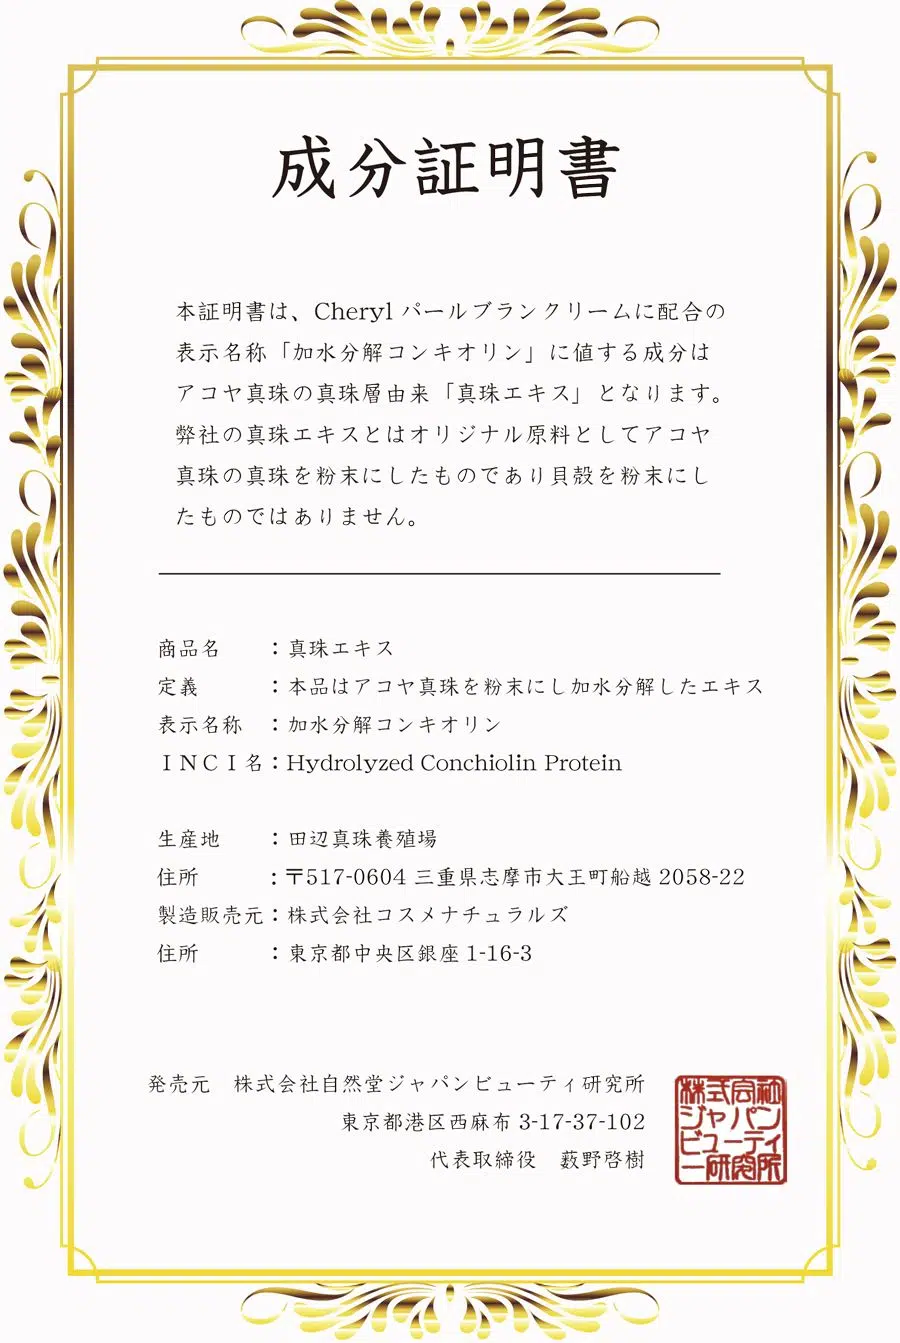 成分証明書
本証明書は、Cheryl パールブランクリームに配合の
表示名称「加水分解コンキオリン」に値する成分は
アコヤ真珠の真珠層由来「真珠エキス」となります。
弊社の真珠エキスとはオリジナル原料としてアコヤ
真珠の真珠を粉末にしたものであり貝殻を粉末にし
たものではありません。
商品名　　：真珠エキス
定義　　　：本品はアコヤ真珠を粉末にし加水分解したエキス
表示名称　：加水分解コンキオリン
ＩＮＣＩ名：Hydrolyzed Conchiolin Protein
生産地　　：田辺真珠養殖場
住所　　　：〒517-0604 三重県志摩市大王町船越 2058-22
製造販売元：株式会社コスメナチュラルズ
住所　　　：東京都中央区銀座 1-16-3
発売元　株式会社自然堂ジャパンビューティ研究所
東京都港区西麻布 3-17-37-102
代表取締役　薮野啓樹
株式会社
ジャパン
ビューティ
ー研究所